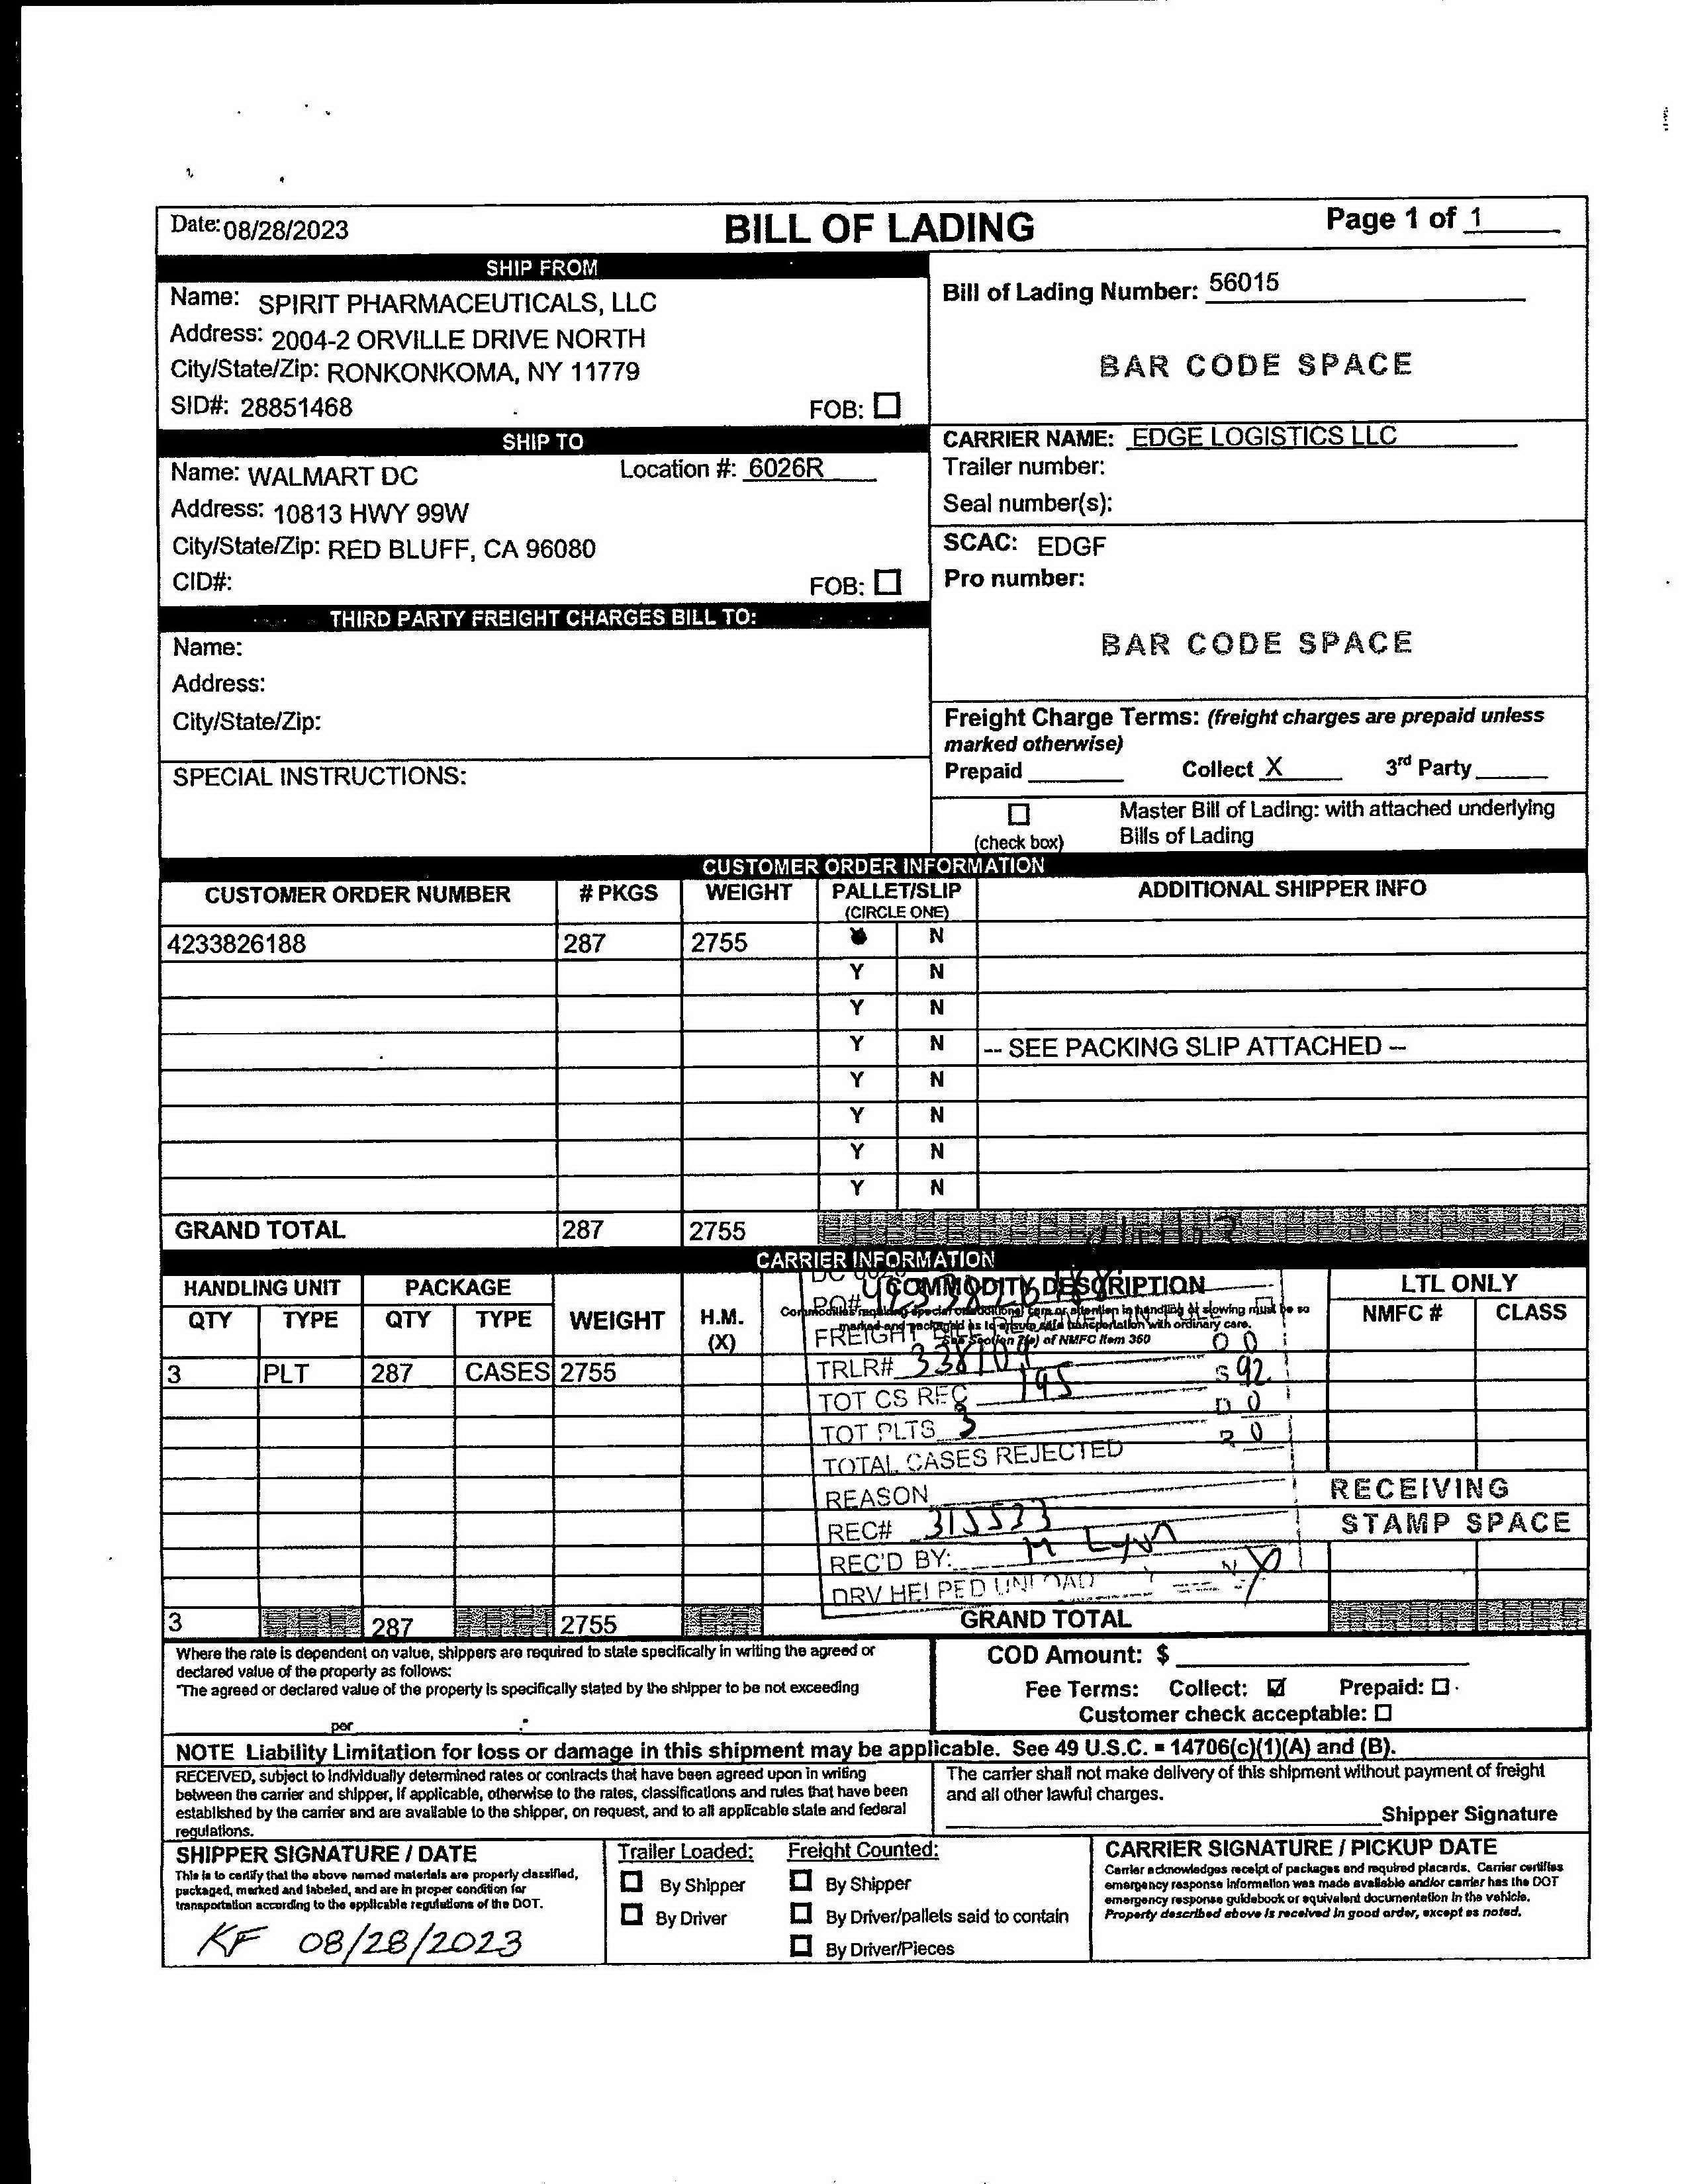 Date: 08/28/2023 BILL OF LADING Page 1 of 1
SHIP FROM
Name: SPIRIT PHARMACEUTICALS, LLC
Address: 2004-2 ORVILLE DRIVE NORTH
City/State/Zip: RONKONKOMA, NY 11779
SID#: 28851468 FOB:
Bill of Lading Number: 56015
BAR CODE SPACE
SHIP TO
Name: WALMART DC Location #: 6026R
Address: 10813 HWY 99W
City/State/Zip: RED BLUFF, CA 96080
CID#: FOB:
CARRIER NAME: EDGE LOGISTICS LLC
Trailer number:
Seal number(s):
SCAC: EDGF
Pro number:
BAR CODE SPACE
THIRD PARTY FREIGHT CHARGES BILL TO:
Name:
Address:
City/State/Zip:
SPECIAL INSTRUCTIONS:
Freight Charge Terms: (freight charges are prepaid unless
marked otherwise)
Prepaid Collect X 3rd Party
(check box)
Master Bill of Lading: with attached underlying
Bills of Lading
CUSTOMER ORDER INFORMATION
CUSTOMER ORDER NUMBER # PKGS WEIGHT PALLET/SLIP ADDITIONAL SHIPPER INFO
(CIRCLE ONE)
4233826188 287 2755 N
Y N
Y N
Y N -- SEE PACKING SLIP ATTACHED --
Y N
Y N
Y N
Y N
GRAND TOTAL 287 2755
CARRIER INFORMATION
HANDLING UNIT PACKAGE COMMODITY DESCRIPTION LTL ONLY
QTY TYPE QTY TYPE WEIGHT H.M. (X) NMFC # CLASS
Commodities requiring special or additional care or attention in handling or stowing must be so
marked and packaged as to ensure safe transportation with ordinary care.
See Section 2(e) of NMFC Item 360
3 PLT 287 CASES 2755
PO# 4233826188
FREIGHT
TRLR# 338109
TOT CS REC 195
TOT PLTS 3
TOTAL CASES REJECTED
REASON
REC# 315533
REC'D BY: M Lynn
DRV HELPED UNLOAD Y N
O 0
S 92
D 0
R 0
RECEIVING
STAMP SPACE
3 287 2755 GRAND TOTAL
Where the rate is dependent on value, shippers are required to state specifically in writing the agreed or
declared value of the property as follows:
"The agreed or declared value of the property is specifically stated by the shipper to be not exceeding
per .
COD Amount: $
Fee Terms: Collect: Prepaid:
Customer check acceptable:
NOTE Liability Limitation for loss or damage in this shipment may be applicable. See 49 U.S.C. - 14706(c)(1)(A) and (B).
RECEIVED, subject to individually determined rates or contracts that have been agreed upon in writing
between the carrier and shipper, if applicable, otherwise to the rates, classifications and rules that have been
established by the carrier and are available to the shipper, on request, and to all applicable state and federal
regulations.
The carrier shall not make delivery of this shipment without payment of freight
and all other lawful charges.
Shipper Signature
SHIPPER SIGNATURE / DATE
This is to certify that the above named materials are properly classified,
packaged, marked and labeled, and are in proper condition for
transportation according to the applicable regulations of the DOT.
KF 08/28/2023
Trailer Loaded:
By Shipper
By Driver
Freight Counted:
By Shipper
By Driver/pallets said to contain
By Driver/Pieces
CARRIER SIGNATURE / PICKUP DATE
Carrier acknowledges receipt of packages and required placards. Carrier certifies
emergency response information was made available and/or carrier has the DOT
emergency response guidebook or equivalent documentation in the vehicle.
Property described above is received in good order, except as noted.